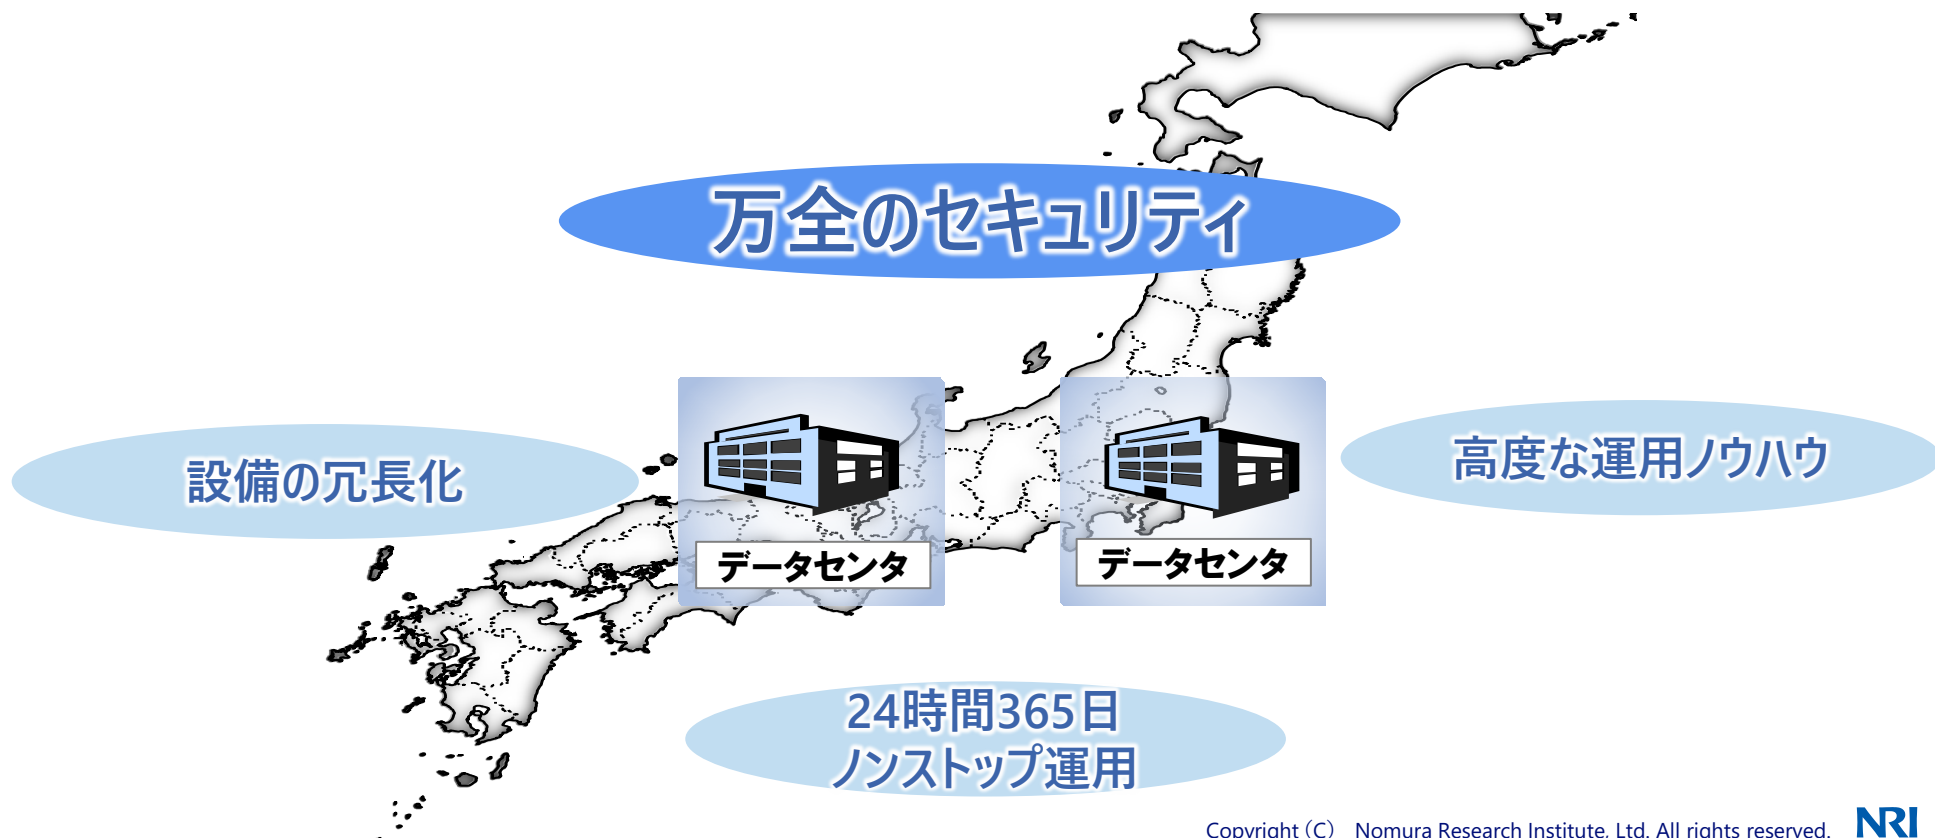 万全のセキュリティ
設備の冗長化
高度な運用ノウハウ
データセンタ
データセンタ
24時間365日
ノンストップ運用
Copyright（C） Nomura Research Institute, Ltd. All rights reserved.
NRI